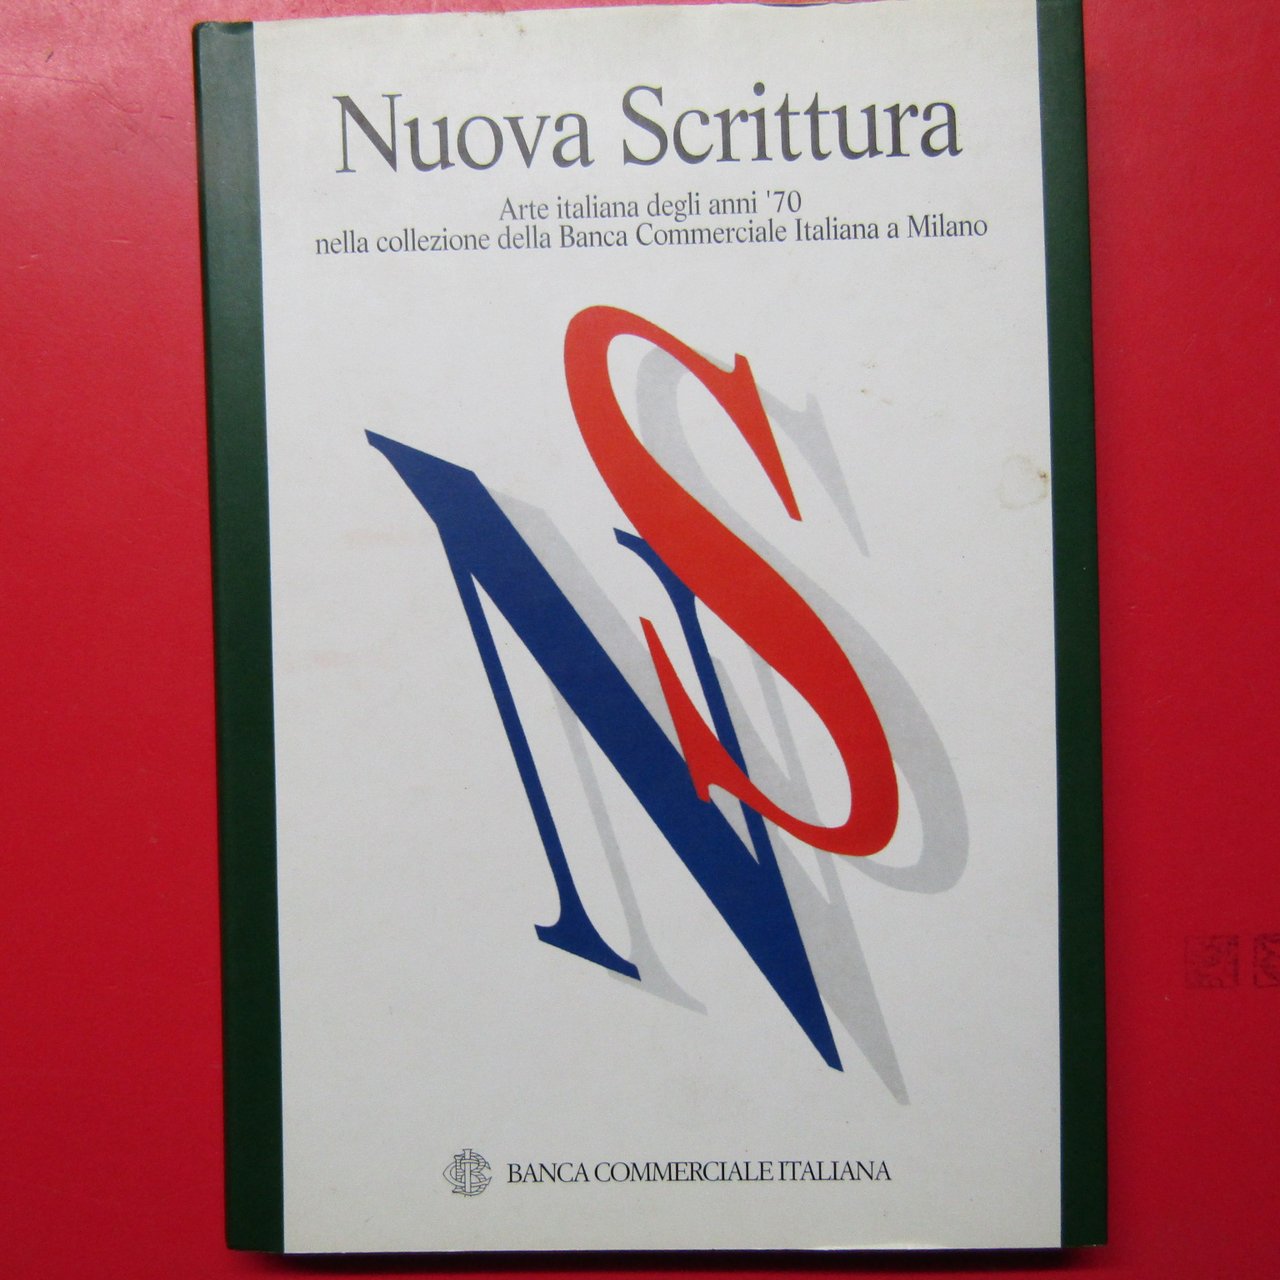 Nuova Scrittura
Arte italiana degli anni '70
nella collezione della Banca Commerciale Italiana a Milano
NS
BANCA COMMERCIALE ITALIANA